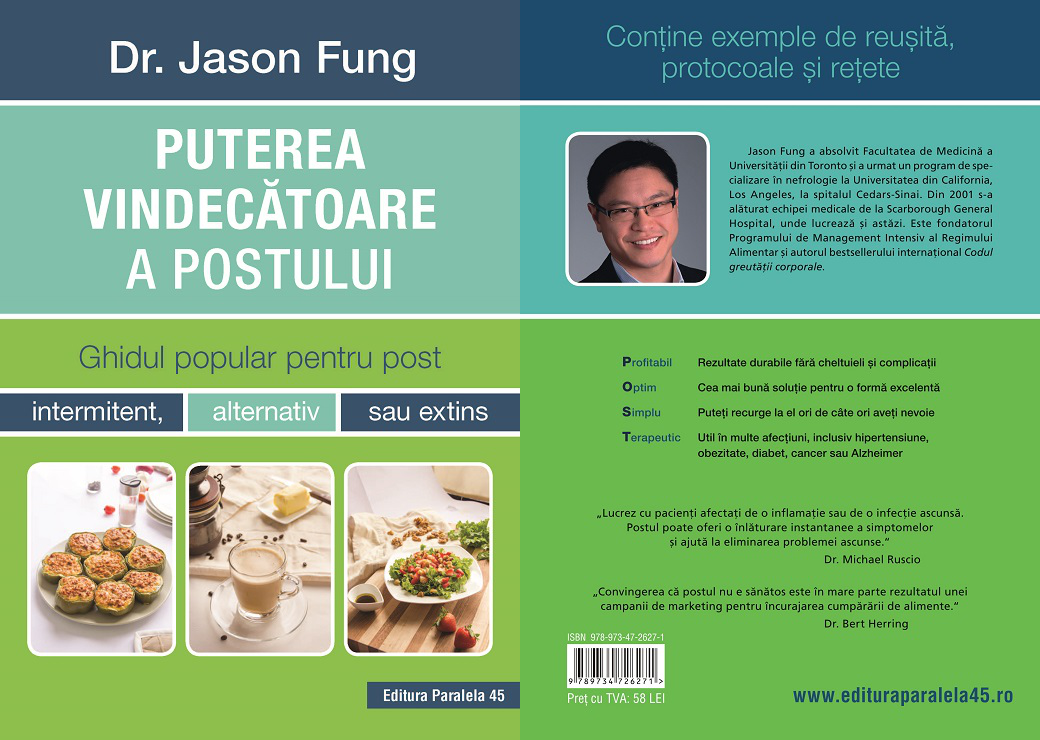 Dr. Jason Fung
PUTEREA
VINDECĂTOARE
A POSTULUI
Ghidul popular pentru post
intermitent,
alternativ
sau extins
Editura Paralela 45
Conține exemple de reușită,
protocoale și rețete
Jason Fung a absolvit Facultatea de Medicină a
Universității din Toronto și a urmat un program de spe-
cializare în nefrologie la Universitatea din California,
Los Angeles, la spitalul Cedars-Sinai. Din 2001 s-a
alăturat echipei medicale de la Scarborough General
Hospital, unde lucrează și astăzi. Este fondatorul
Programului de Management Intensiv al Regimului
Alimentar și autorul bestsellerului internațional Codul
greutății corporale.
Profitabil Rezultate durabile fără cheltuieli și complicații
Optim Cea mai bună soluție pentru o formă excelentă
Simplu Puteți recurge la el ori de câte ori aveți nevoie
Terapeutic Util în multe afecțiuni, inclusiv hipertensiune,
obezitate, diabet, cancer sau Alzheimer
„Lucrez cu pacienți afectați de o inflamație sau de o infecție ascunsă.
Postul poate oferi o înlăturare instantanee a simptomelor
și ajută la eliminarea problemei ascunse.“
Dr. Michael Ruscio
„Convingerea că postul nu e sănătos este în mare parte rezultatul unei
campanii de marketing pentru încurajarea cumpărării de alimente.“
Dr. Bert Herring
ISBN 978-973-47-2627-1
9 789734 726271 >
Preț cu TVA: 58 LEI
www.edituraparalela45.ro